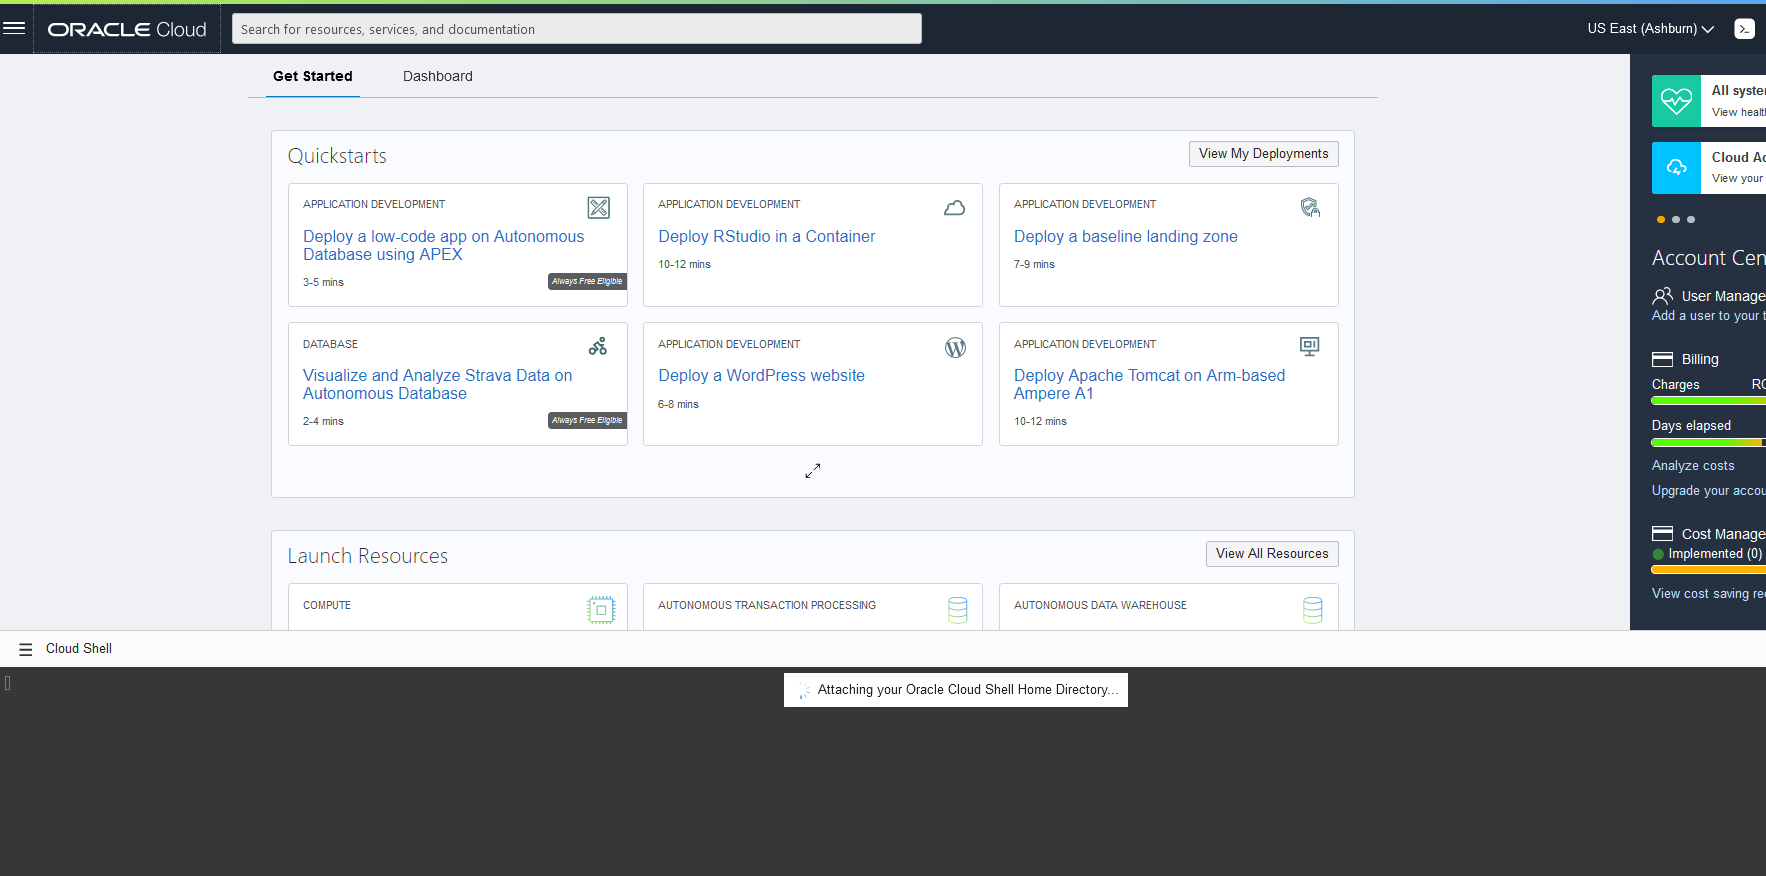 ORACLE Cloud
Search for resources, services, and documentation
US East (Ashburn)
Get Started
Dashboard
Quickstarts
View My Deployments
APPLICATION DEVELOPMENT
Deploy a low-code app on Autonomous
Database using APEX
3-5 mins
Always Free Eligible
APPLICATION DEVELOPMENT
Deploy RStudio in a Container
10-12 mins
APPLICATION DEVELOPMENT
Deploy a baseline landing zone
7-9 mins
DATABASE
Visualize and Analyze Strava Data on
Autonomous Database
2-4 mins
Always Free Eligible
APPLICATION DEVELOPMENT
Deploy a WordPress website
6-8 mins
APPLICATION DEVELOPMENT
Deploy Apache Tomcat on Arm-based
Ampere A1
10-12 mins
Launch Resources
View All Resources
COMPUTE
AUTONOMOUS TRANSACTION PROCESSING
AUTONOMOUS DATA WAREHOUSE
All syste
View healt
Cloud Ad
View your
Account Cen
User Manage
Add a user to your t
Billing
Charges
RO
Days elapsed
Analyze costs
Upgrade your accou
Cost Manage
Implemented (0)
View cost saving re
Cloud Shell
Attaching your Oracle Cloud Shell Home Directory...